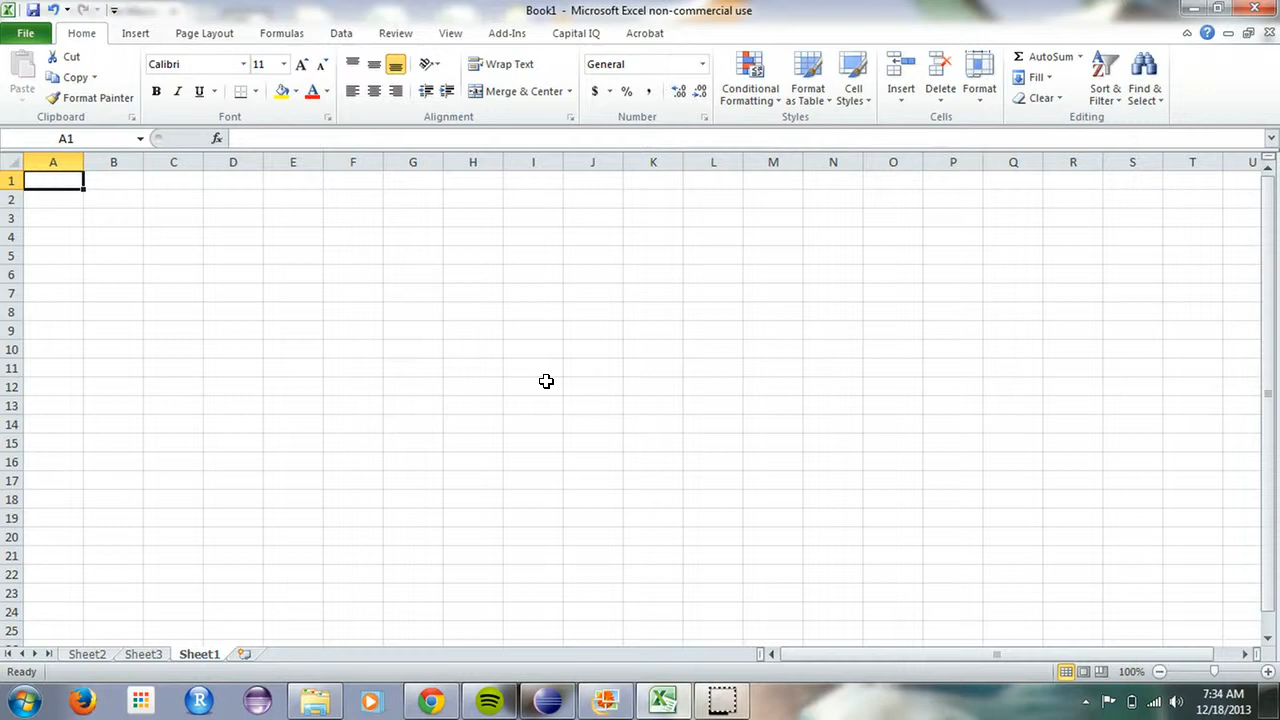 Book1 - Microsoft Excel non-commercial use
File Home Insert Page Layout Formulas Data Review View Add-Ins Capital IQ Acrobat
Paste
Cut
Copy
Format Painter
Clipboard
Calibri 11
B I U A
Font
Wrap Text
Merge & Center
Alignment
General
$ % , .0 .00 .00 .0
Number
Conditional Formatting
Format as Table
Cell Styles
Styles
Insert
Delete
Format
Cells
Σ AutoSum
Fill
Clear
Sort & Filter
Find & Select
Editing
A1 fx
A B C D E F G H I J K L M N O P Q R S T U
1
2
3
4
5
6
7
8
9
10
11
12
13
14
15
16
17
18
19
20
21
22
23
24
25
Sheet2 Sheet3 Sheet1
Ready 100%
R
7:34 AM
12/18/2013